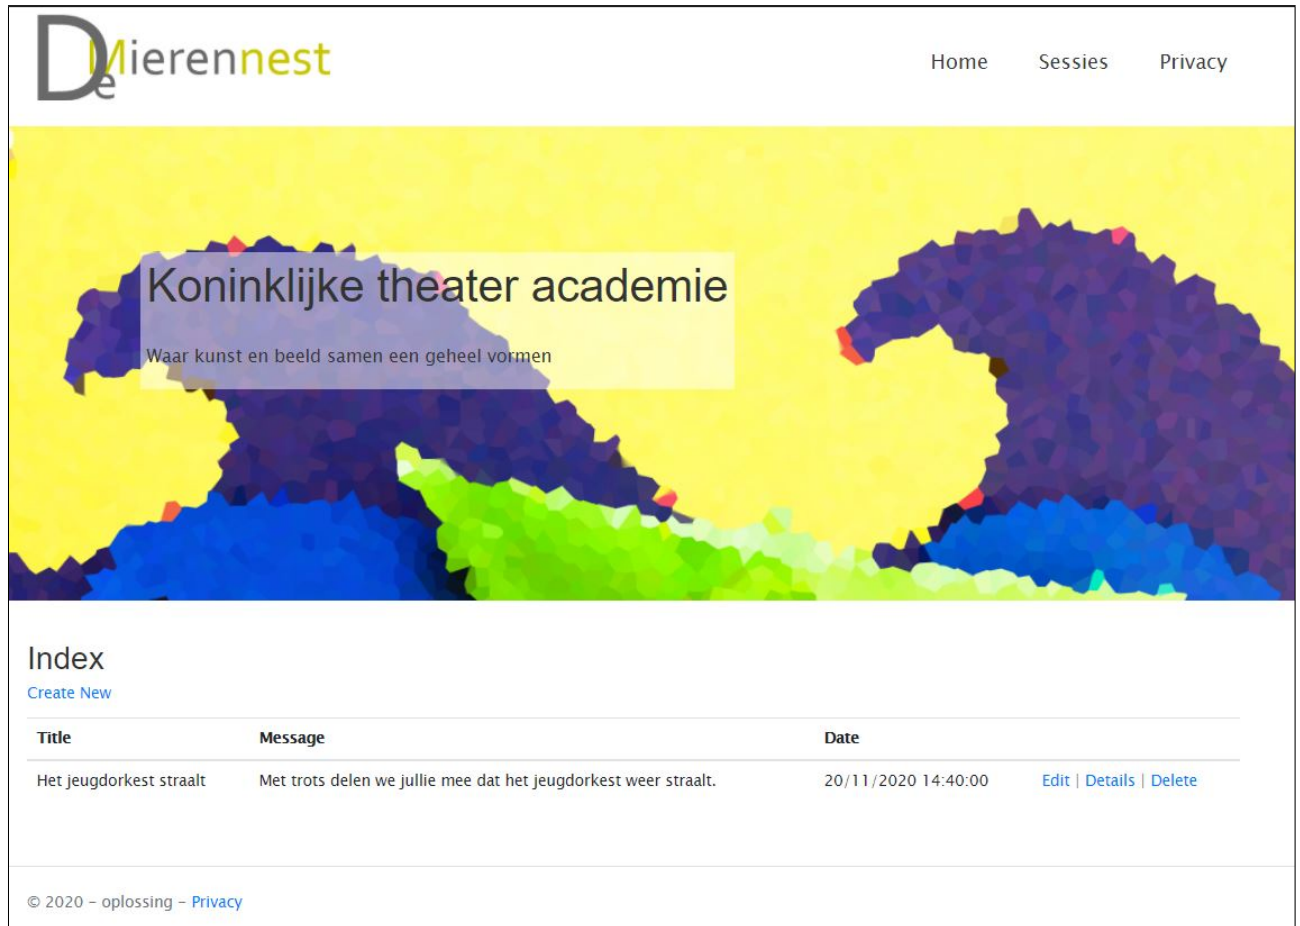 De Mierennest
Home Sessies Privacy
Koninklijke theater academie
Waar kunst en beeld samen een geheel vormen
Index
Create New
Title Message Date
Het jeugdorkest straalt Met trots delen we jullie mee dat het jeugdorkest weer straalt. 20/11/2020 14:40:00 Edit | Details | Delete
© 2020 – oplossing – Privacy